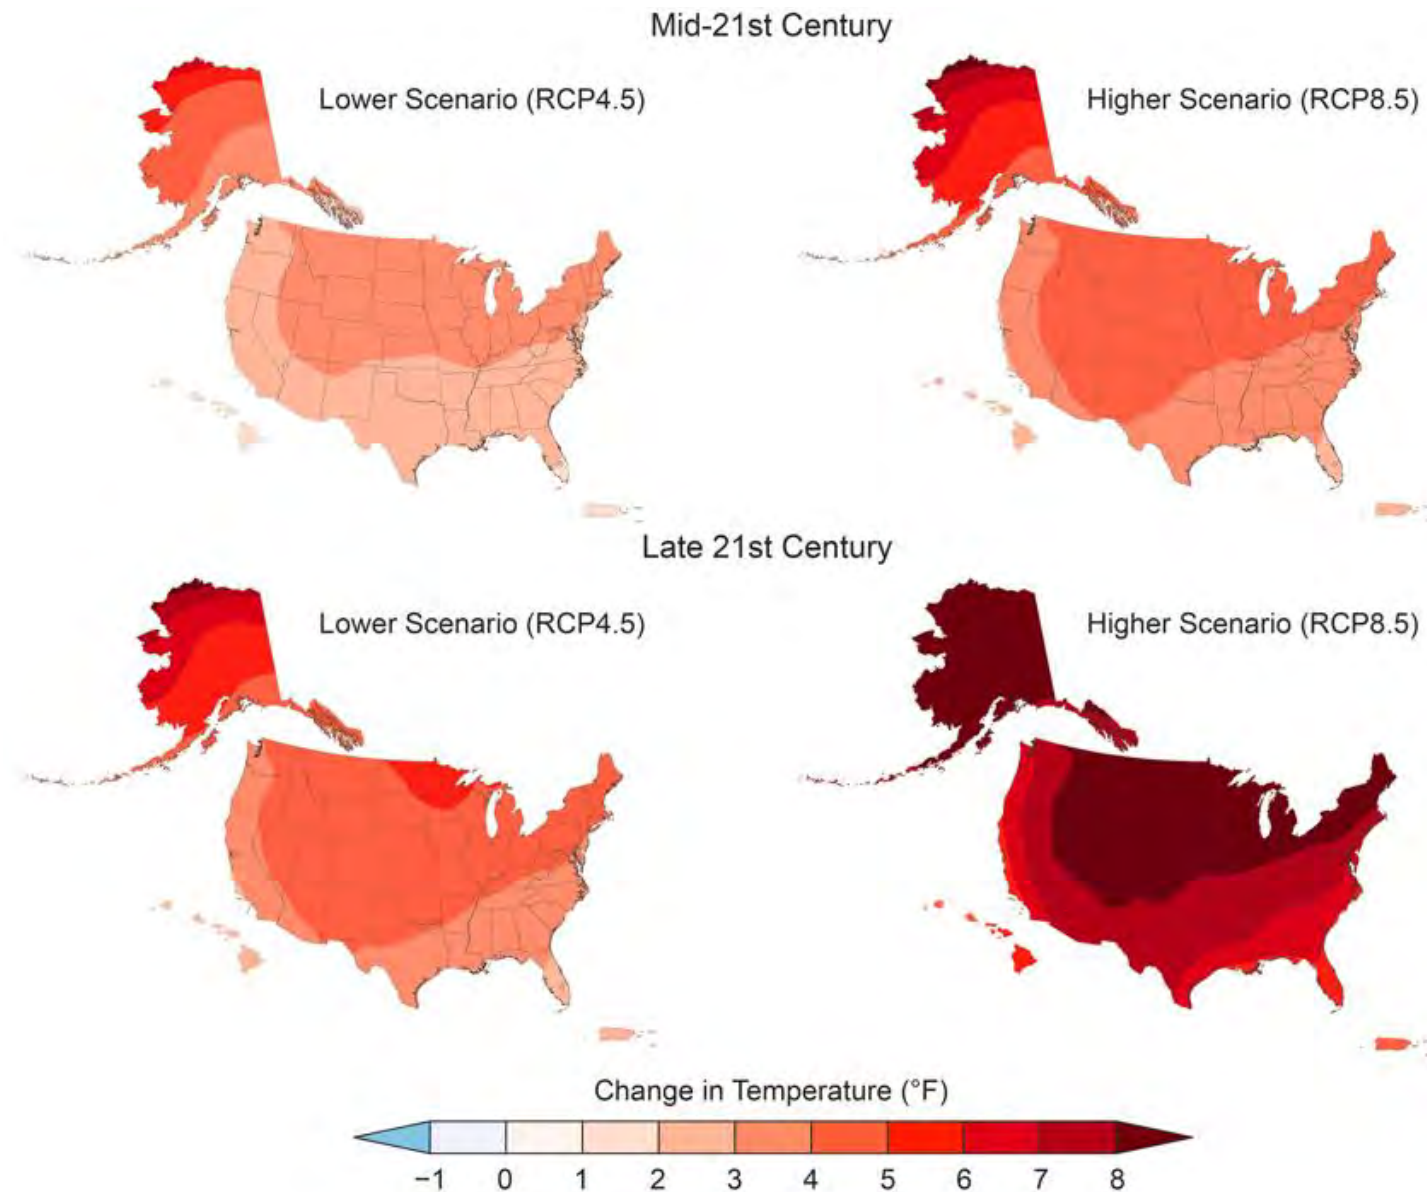 Mid-21st Century
Lower Scenario (RCP4.5)
Higher Scenario (RCP8.5)
Late 21st Century
Lower Scenario (RCP4.5)
Higher Scenario (RCP8.5)
Change in Temperature (°F)
−1 0 1 2 3 4 5 6 7 8